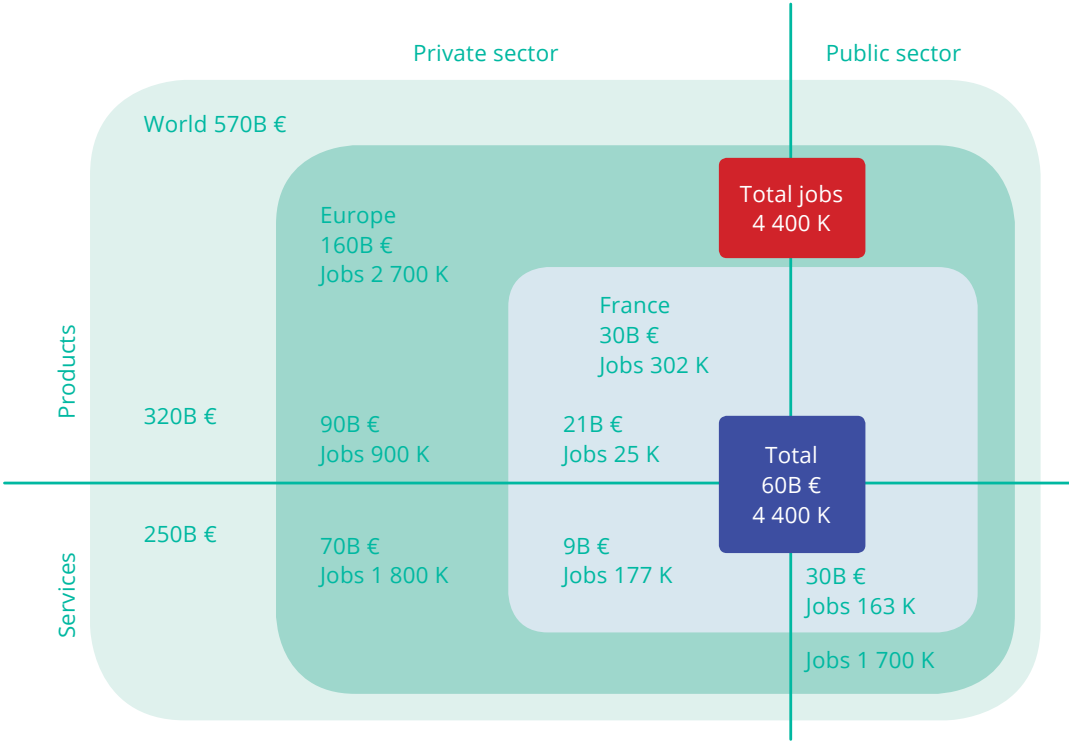 Private sector
Public sector
World 570B €
Total jobs
4 400 K
Europe
160B €
Jobs 2 700 K
France
30B €
Jobs 302 K
Products
320B €
90B €
Jobs 900 K
21B €
Jobs 25 K
Total
60B €
4 400 K
Services
250B €
70B €
Jobs 1 800 K
9B €
Jobs 177 K
30B €
Jobs 163 K
Jobs 1 700 K